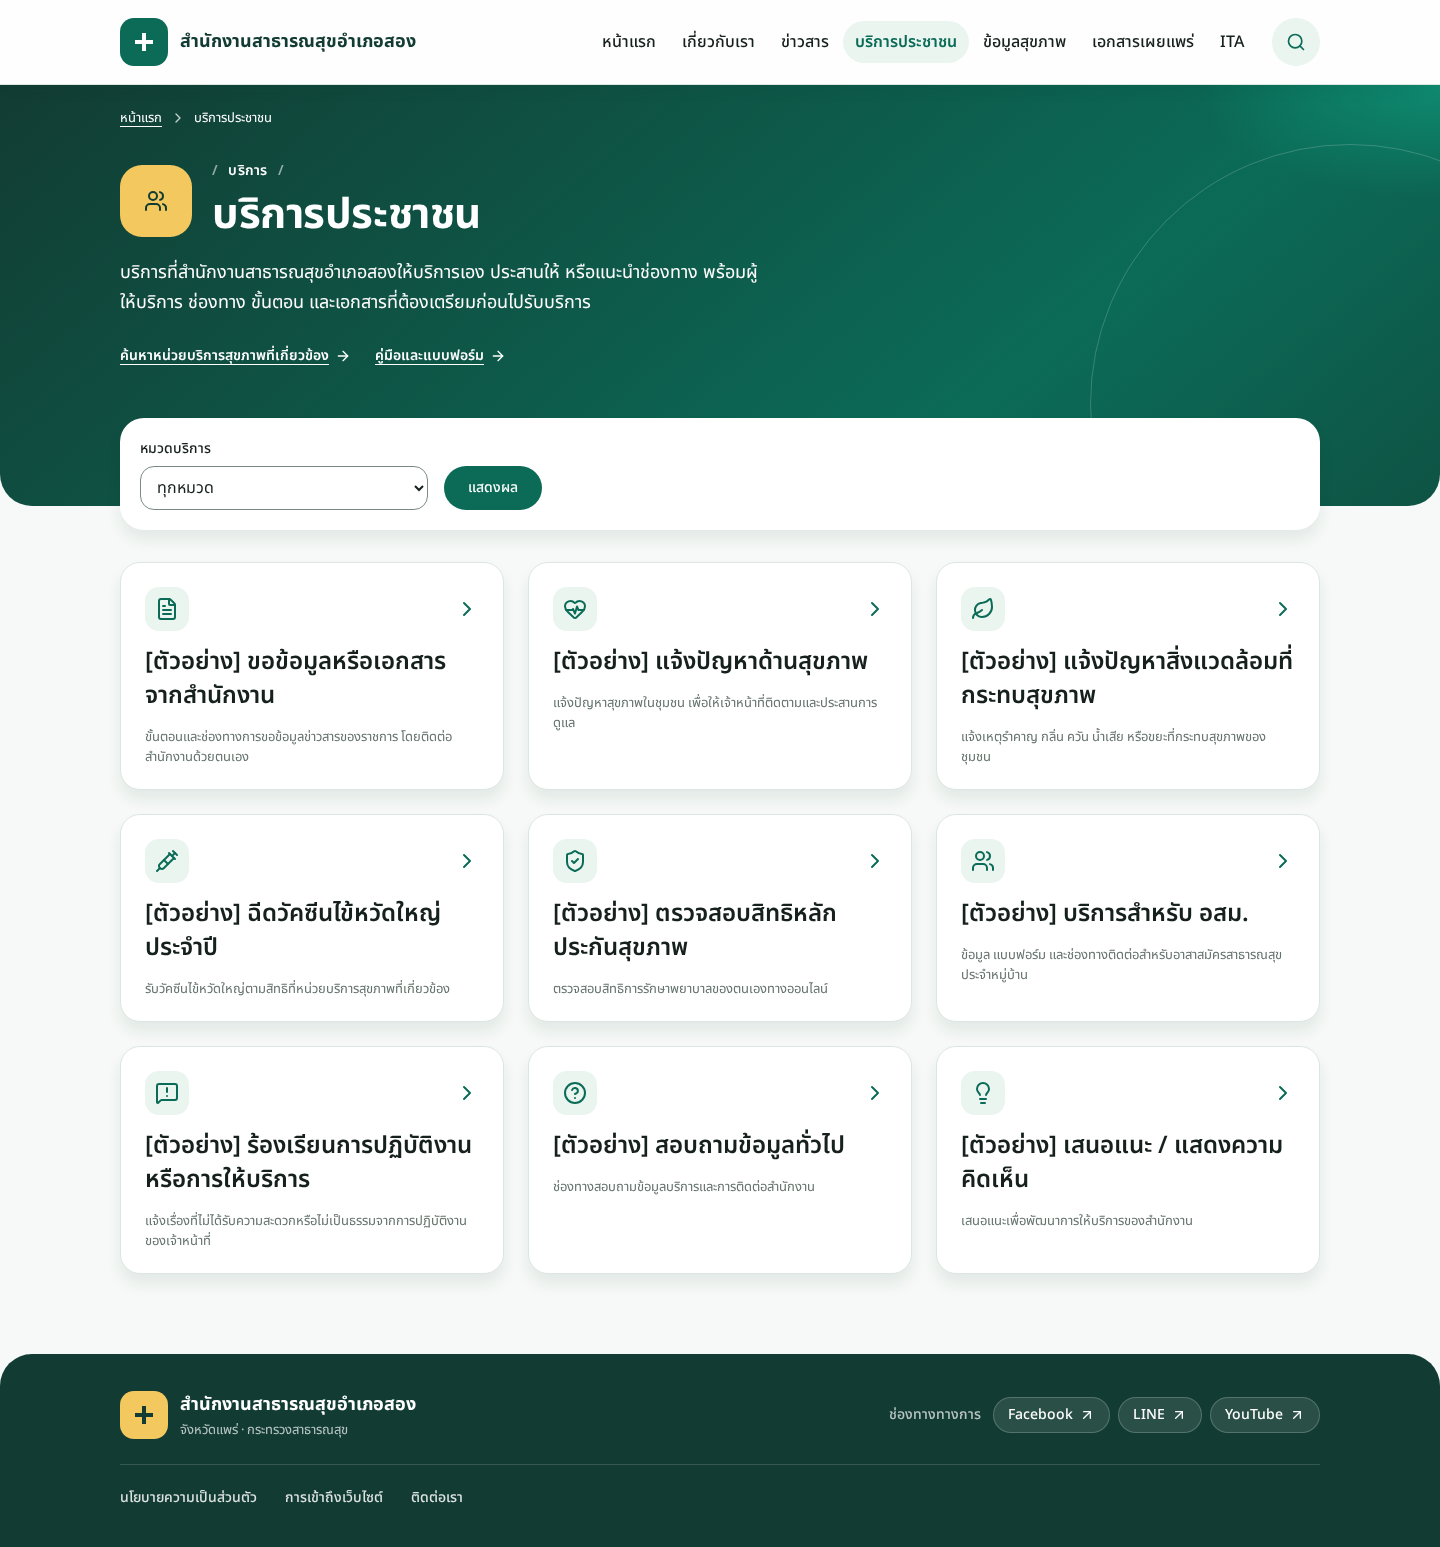 สำนักงานสาธารณสุขอำเภอสอง
หน้าแรก
เกี่ยวกับเรา
ข่าวสาร
บริการประชาชน
ข้อมูลสุขภาพ
เอกสารเผยแพร่
ITA
หน้าแรก
บริการประชาชน
/ บริการ /
บริการประชาชน
บริการที่สำนักงานสาธารณสุขอำเภอสองให้บริการเอง ประสานให้ หรือแนะนำช่องทาง พร้อมผู้
ให้บริการ ช่องทาง ขั้นตอน และเอกสารที่ต้องเตรียมก่อนไปรับบริการ
ค้นหาหน่วยบริการสุขภาพที่เกี่ยวข้อง
คู่มือและแบบฟอร์ม
หมวดบริการ
ทุกหมวด
แสดงผล
[ตัวอย่าง] ขอข้อมูลหรือเอกสาร
จากสำนักงาน
ขั้นตอนและช่องทางการขอข้อมูลข่าวสารของราชการ โดยติดต่อ
สำนักงานด้วยตนเอง
[ตัวอย่าง] แจ้งปัญหาด้านสุขภาพ
แจ้งปัญหาสุขภาพในชุมชน เพื่อให้เจ้าหน้าที่ติดตามและประสานการ
ดูแล
[ตัวอย่าง] แจ้งปัญหาสิ่งแวดล้อมที่
กระทบสุขภาพ
แจ้งเหตุรำคาญ กลิ่น ควัน น้ำเสีย หรือขยะที่กระทบสุขภาพของ
ชุมชน
[ตัวอย่าง] ฉีดวัคซีนไข้หวัดใหญ่
ประจำปี
รับวัคซีนไข้หวัดใหญ่ตามสิทธิที่หน่วยบริการสุขภาพที่เกี่ยวข้อง
[ตัวอย่าง] ตรวจสอบสิทธิหลัก
ประกันสุขภาพ
ตรวจสอบสิทธิการรักษาพยาบาลของตนเองทางออนไลน์
[ตัวอย่าง] บริการสำหรับ อสม.
ข้อมูล แบบฟอร์ม และช่องทางติดต่อสำหรับอาสาสมัครสาธารณสุข
ประจำหมู่บ้าน
[ตัวอย่าง] ร้องเรียนการปฏิบัติงาน
หรือการให้บริการ
แจ้งเรื่องที่ไม่ได้รับความสะดวกหรือไม่เป็นธรรมจากการปฏิบัติงาน
ของเจ้าหน้าที่
[ตัวอย่าง] สอบถามข้อมูลทั่วไป
ช่องทางสอบถามข้อมูลบริการและการติดต่อสำนักงาน
[ตัวอย่าง] เสนอแนะ / แสดงความ
คิดเห็น
เสนอแนะเพื่อพัฒนาการให้บริการของสำนักงาน
สำนักงานสาธารณสุขอำเภอสอง
จังหวัดแพร่ · กระทรวงสาธารณสุข
ช่องทางทางการ
Facebook
LINE
YouTube
นโยบายความเป็นส่วนตัว
การเข้าถึงเว็บไซต์
ติดต่อเรา